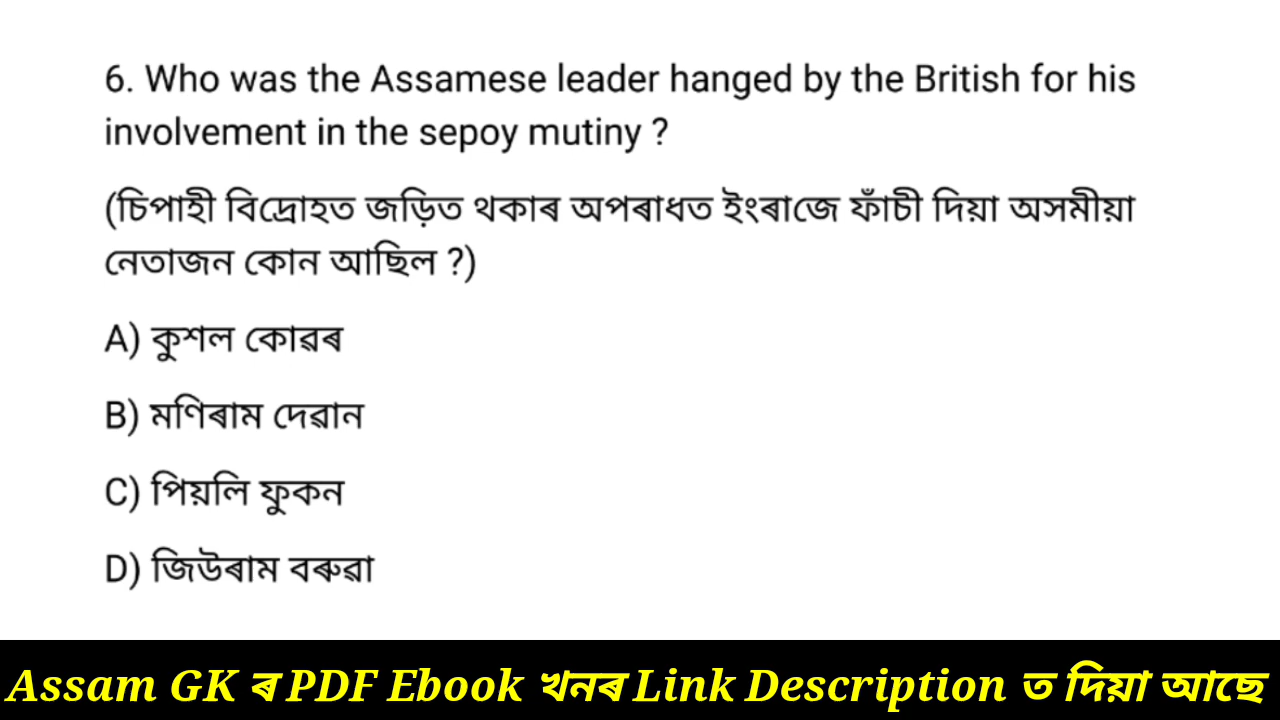 6. Who was the Assamese leader hanged by the British for his
involvement in the sepoy mutiny ?
(চিপাহী বিদ্ৰোহত জড়িত থকাৰ অপৰাধত ইংৰাজে ফাঁচী দিয়া অসমীয়া
নেতাজন কোন আছিল ?)
A) কুশল কোৱৰ
B) মণিৰাম দেৱান
C) পিয়লি ফুকন
D) জিউৰাম বৰুৱা
Assam GK ৰ PDF Ebook খনৰ Link Description ত দিয়া আছে